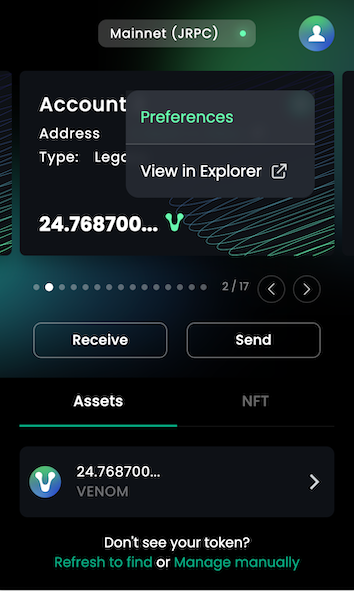 Mainnet (JRPC)
Account
Preferences
Address
Type:
View in Explorer
24.768700...
2 / 17
Receive
Send
Assets
NFT
24.768700...
VENOM
Don't see your token?
Refresh to find or Manage manually